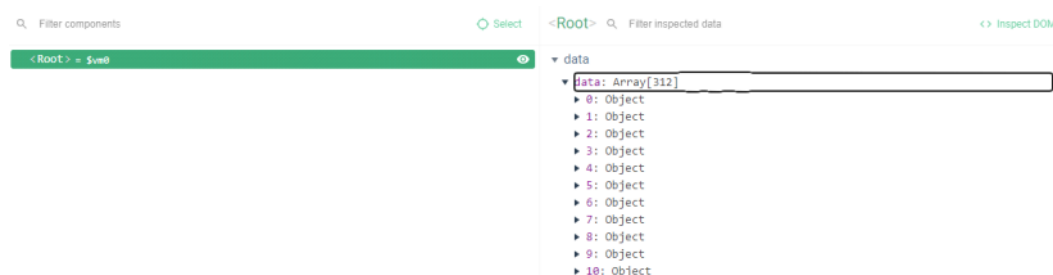 Filter components
Select
<Root> = $vm0
<Root>
Filter inspected data
<> Inspect DOM
data
data: Array[312]
0: Object
1: Object
2: Object
3: Object
4: Object
5: Object
6: Object
7: Object
8: Object
9: Object
10: Object